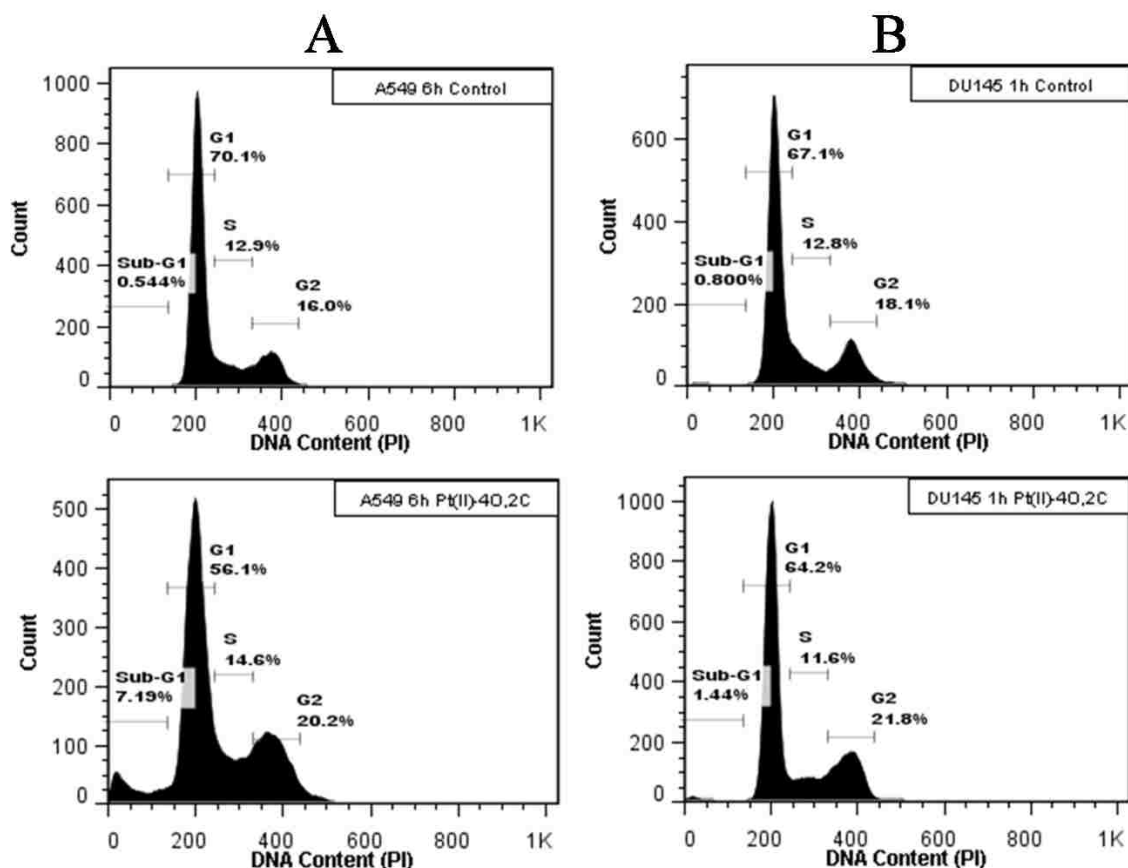 A
B
A549 6h Control
1000
800
600
400
200
0
Count
G1
70.1%
S
12.9%
Sub-G1
0.544%
G2
16.0%
0 200 400 600 800 1K
DNA Content (PI)
DU145 1h Control
600
400
200
0
Count
G1
67.1%
S
12.8%
Sub-G1
0.800%
G2
18.1%
0 200 400 600 800 1K
DNA Content (PI)
A549 6h Pt(II)-4O,2C
500
400
300
200
100
0
Count
G1
56.1%
S
14.6%
Sub-G1
7.19%
G2
20.2%
0 200 400 600 800 1K
DNA Content (PI)
DU145 1h Pt(II)-4O,2C
1000
800
600
400
200
0
Count
G1
64.2%
S
11.6%
Sub-G1
1.44%
G2
21.8%
0 200 400 600 800 1K
DNA Content (PI)